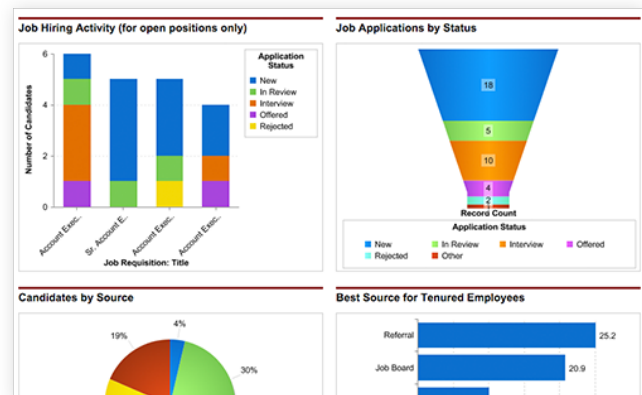 Job Hiring Activity (for open positions only)
6
4
2
0
Number of Candidates
Application
Status
New
In Review
Interview
Offered
Rejected
Account Exec..
Sr. Account E..
Account Exec..
Account Exec..
Job Requisition: Title
Job Applications by Status
18
5
10
4
2
Record Count
Application Status
New
In Review
Interview
Offered
Rejected
Other
Candidates by Source
4%
19%
30%
Best Source for Tenured Employees
Referral
25.2
Job Board
20.9